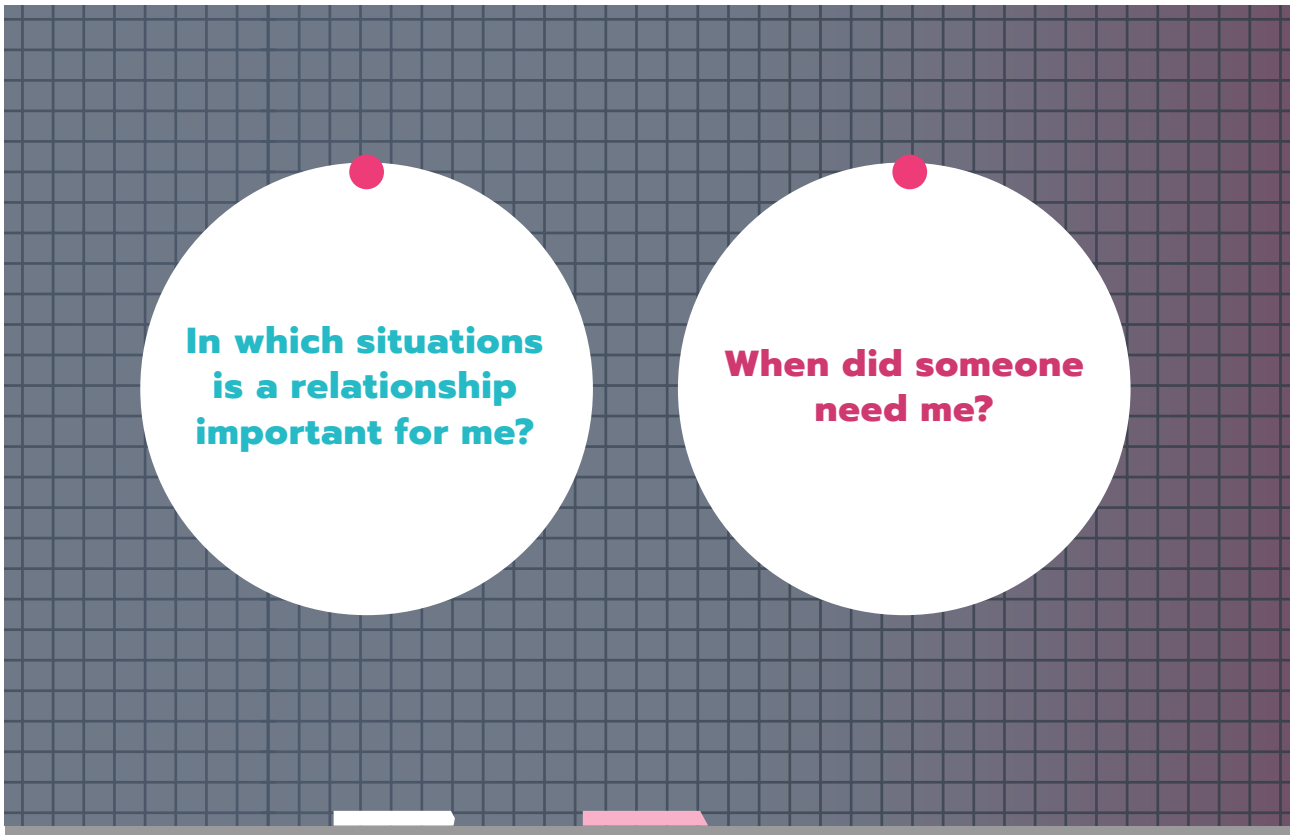 In which situations
is a relationship
important for me?
When did someone
need me?